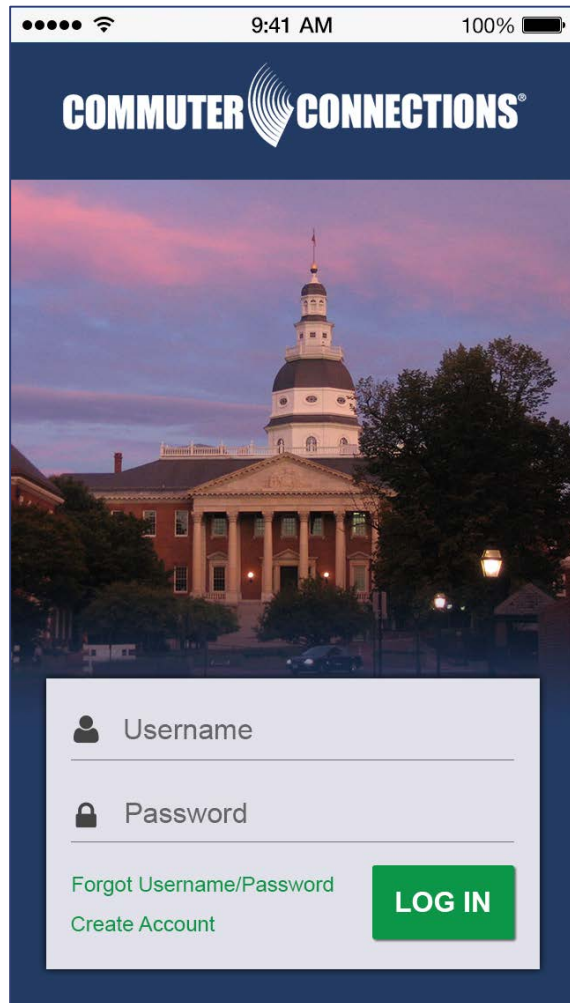 9:41 AM 100%
COMMUTER CONNECTIONS®
Username
Password
Forgot Username/Password
Create Account
LOG IN